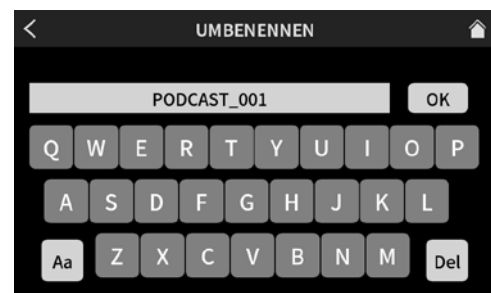 UMBENENNEN
PODCAST_001 OK
Q W E R T Y U I O P
A S D F G H J K L
Aa Z X C V B N M Del